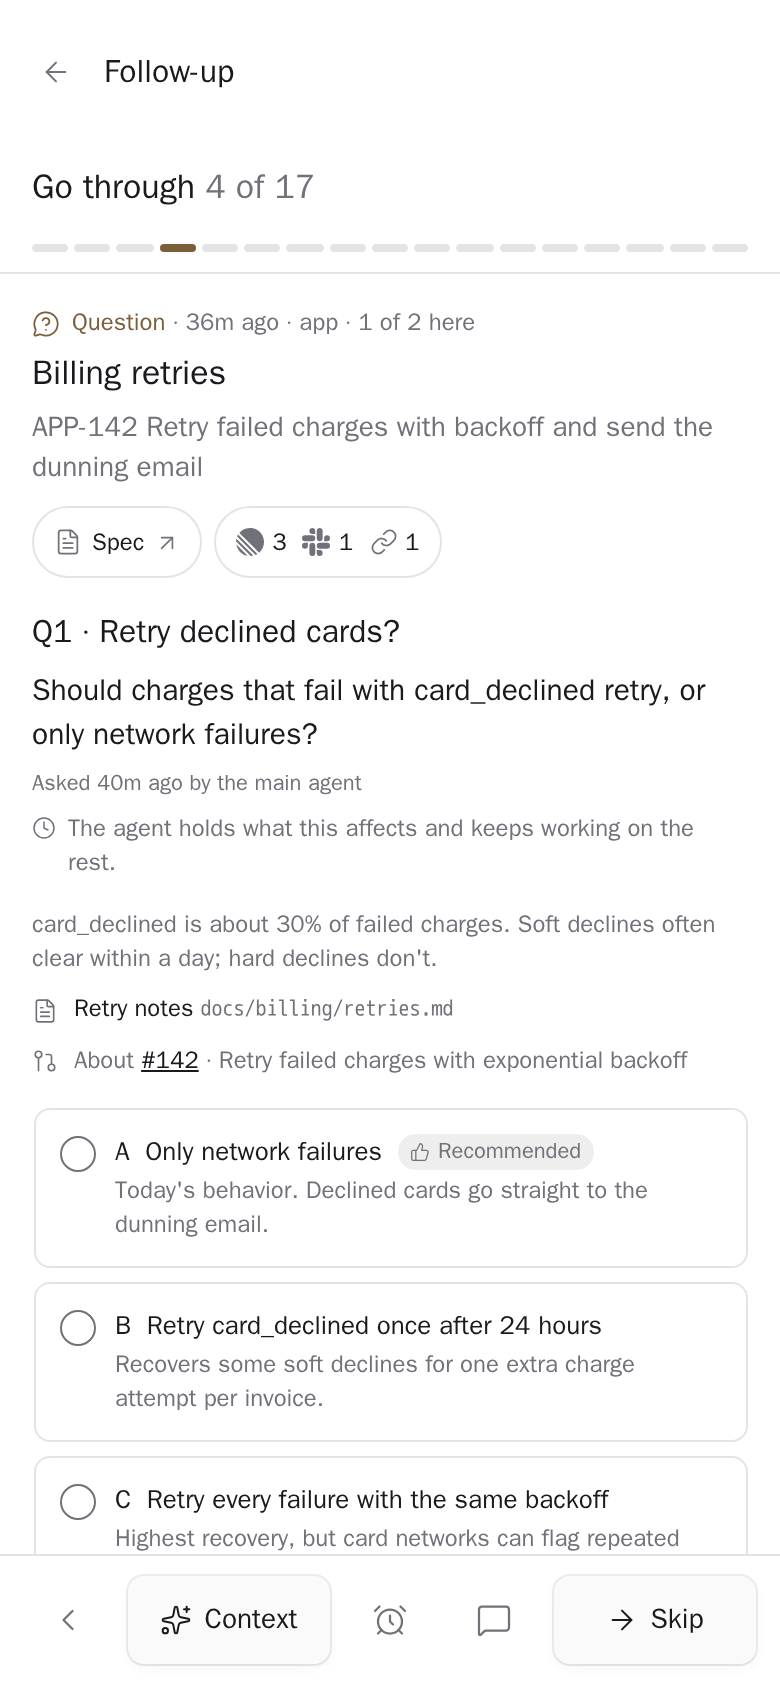 Follow-up
Go through 4 of 17
Question · 36m ago · app · 1 of 2 here
Billing retries
APP-142 Retry failed charges with backoff and send the
dunning email
Spec
3 1 1
Q1 · Retry declined cards?
Should charges that fail with card_declined retry, or
only network failures?
Asked 40m ago by the main agent
The agent holds what this affects and keeps working on the
rest.
card_declined is about 30% of failed charges. Soft declines often
clear within a day; hard declines don't.
Retry notes docs/billing/retries.md
About #142 · Retry failed charges with exponential backoff
A Only network failures Recommended
Today's behavior. Declined cards go straight to the
dunning email.
B Retry card_declined once after 24 hours
Recovers some soft declines for one extra charge
attempt per invoice.
C Retry every failure with the same backoff
Highest recovery, but card networks can flag repeated
Context
Skip